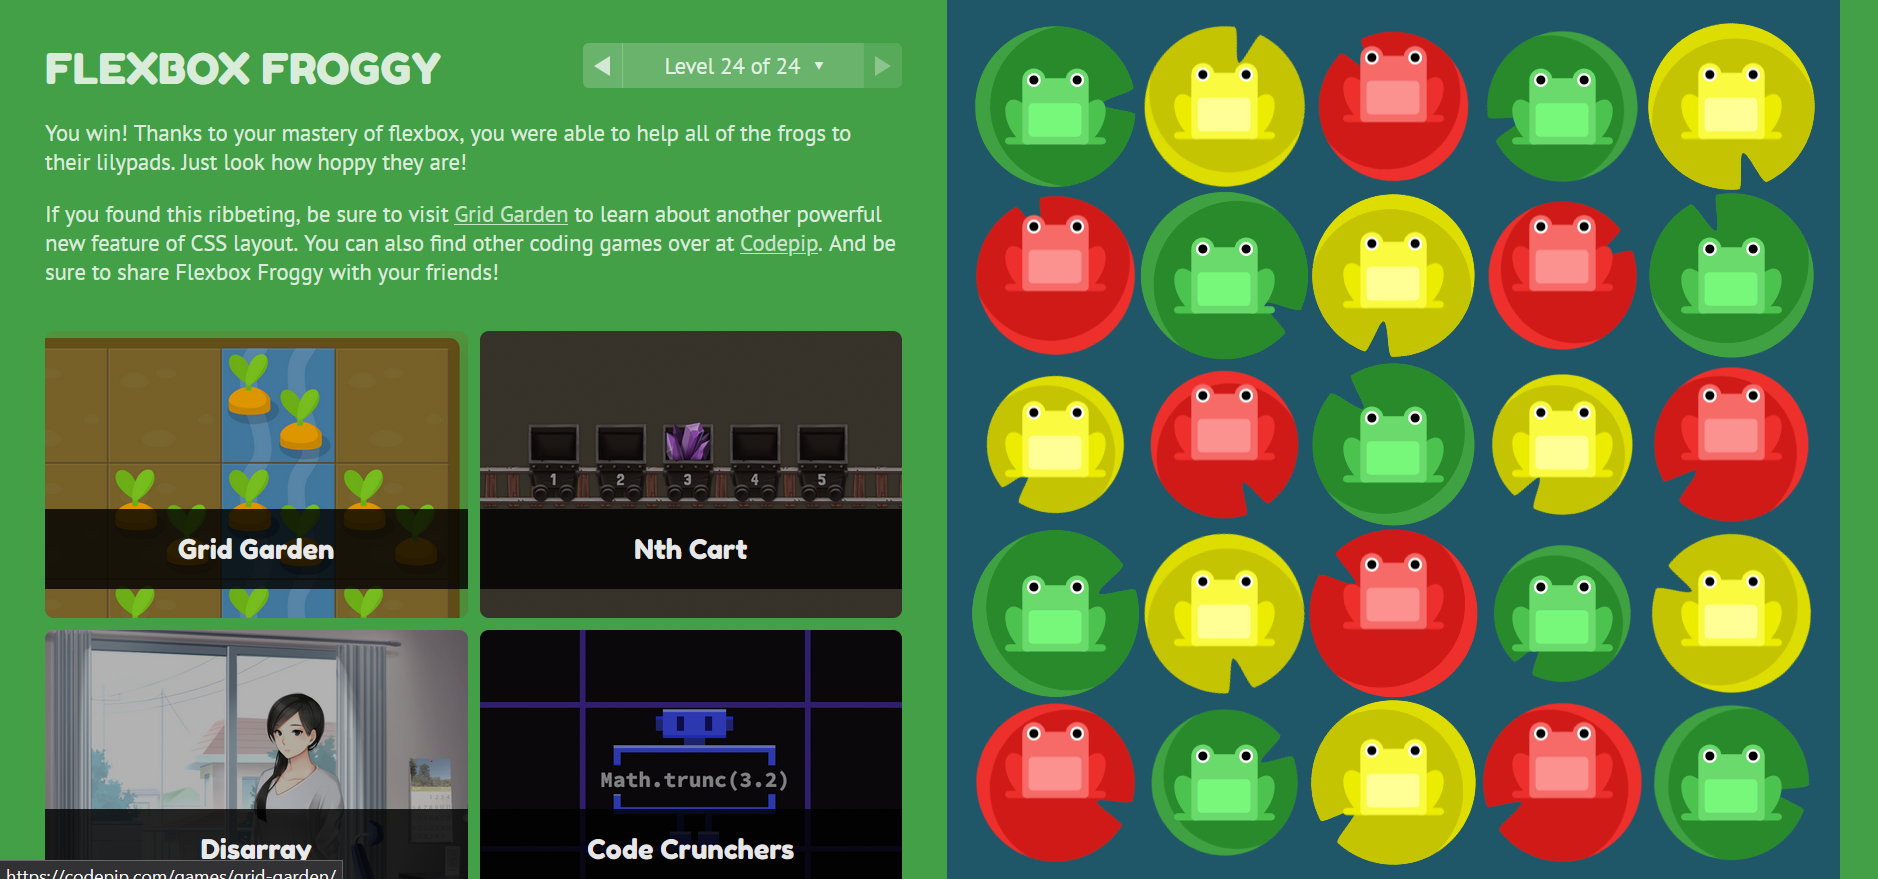 FLEXBOX FROGGY
Level 24 of 24
You win! Thanks to your mastery of flexbox, you were able to help all of the frogs to
their lilypads. Just look how hoppy they are!
If you found this ribbeting, be sure to visit Grid Garden to learn about another powerful
new feature of CSS layout. You can also find other coding games over at Codepip. And be
sure to share Flexbox Froggy with your friends!
1 2 3 4 5
Grid Garden
Nth Cart
Math.trunc(3.2)
Disarray
Code Crunchers
https://codepip.com/games/grid-garden/